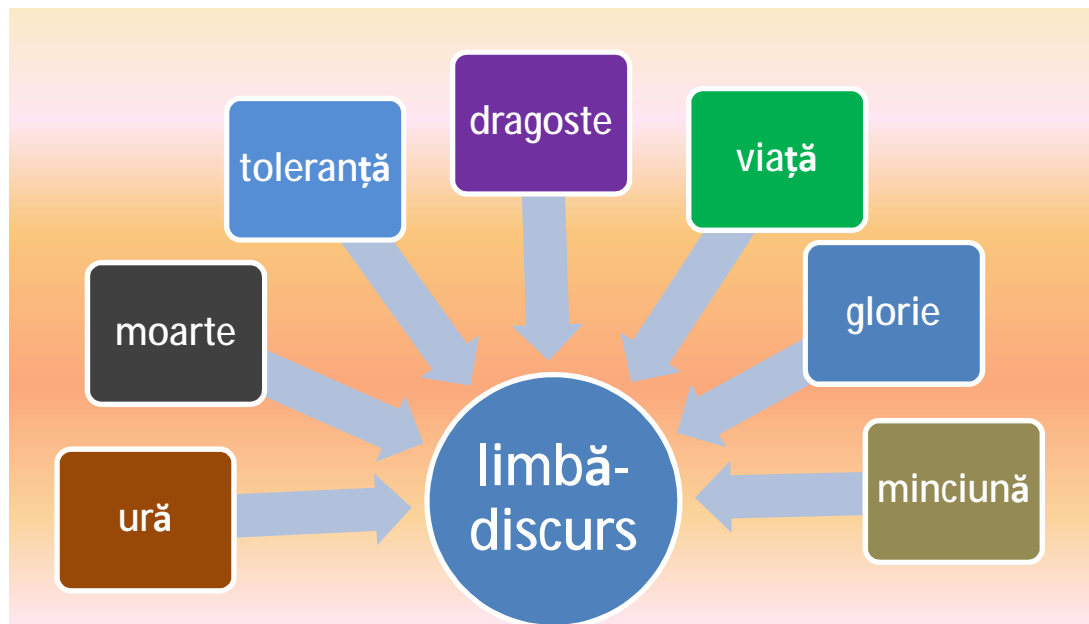 dragoste
toleranță
viață
moarte
glorie
ură
minciună
limbă-
discurs